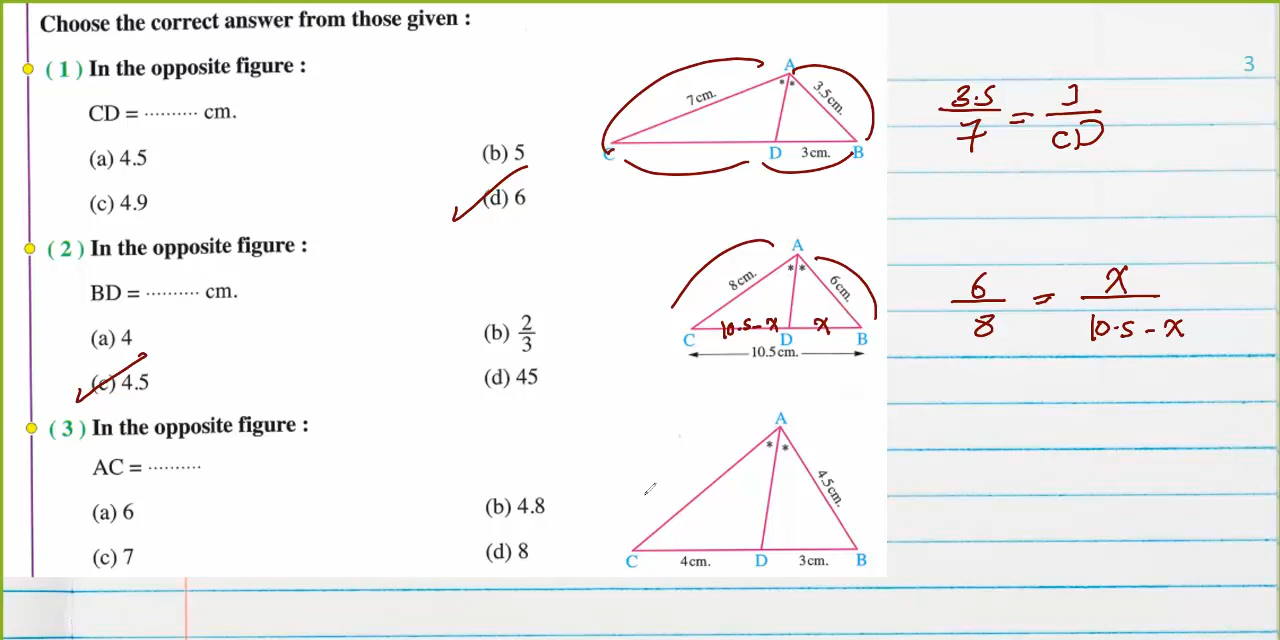 Choose the correct answer from those given :
3
( 1 ) In the opposite figure :
CD = .......... cm.
(a) 4.5
(b) 5
(c) 4.9
(d) 6
A
7cm.
3.5cm.
C
D
3cm.
B
3.5/7 = 3/CD
( 2 ) In the opposite figure :
BD = .......... cm.
(a) 4
(b) 2/3
(c) 4.5
(d) 45
A
8cm.
* *
6cm.
10.5-x
x
C
D
B
10.5cm.
6/8 = x/10.5-x
( 3 ) In the opposite figure :
AC = ..........
(a) 6
(b) 4.8
(c) 7
(d) 8
A
* *
4.5cm.
C
4cm.
D
3cm.
B